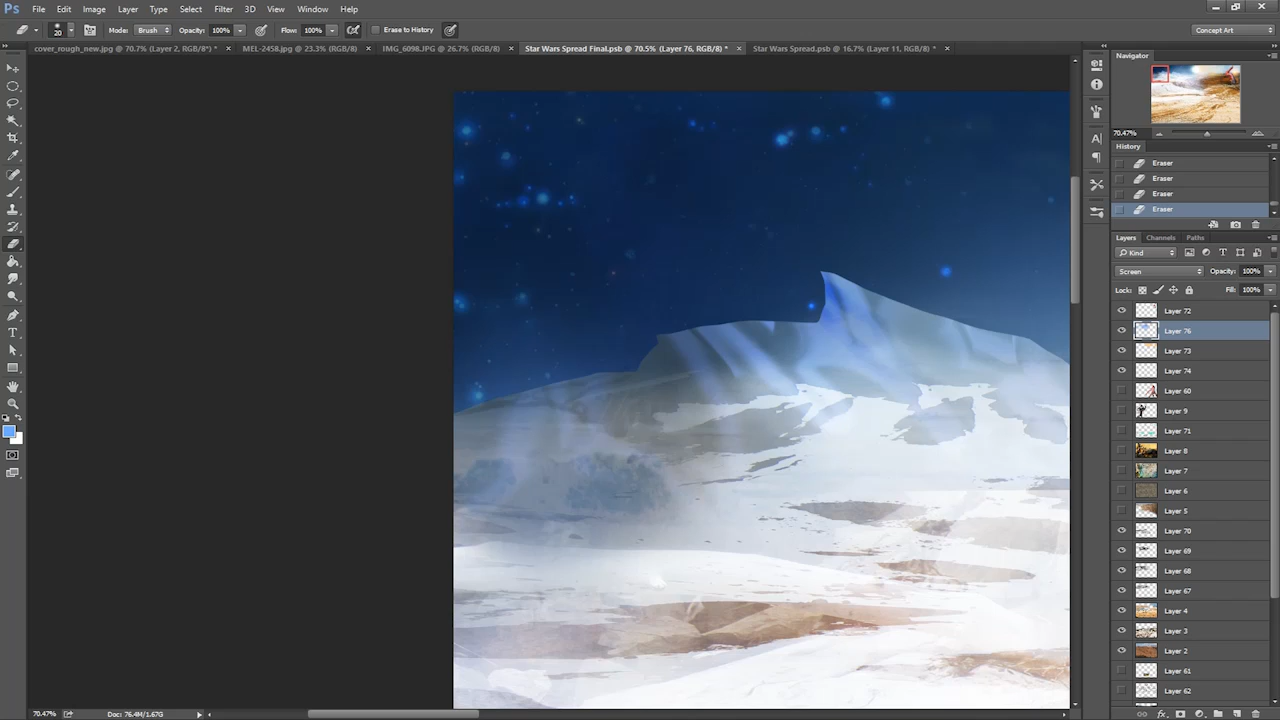 Ps File Edit Image Layer Type Select Filter 3D View Window Help
20 Mode: Brush Opacity: 100% Flow: 100% Erase to History Concept Art
cover_rough_new.jpg @ 70.7% (Layer 2, RGB/8*) * × MEL-2458.jpg @ 23.3% (RGB/8) × IMG_6098.JPG @ 26.7% (RGB/8) × Star Wars Spread Final.psb @ 70.5% (Layer 76, RGB/8) * × Star Wars Spread.psb @ 16.7% (Layer 11, RGB/8) * ×
Navigator
70.47%
History
Eraser
Eraser
Eraser
Eraser
Layers Channels Paths
Kind T
Screen Opacity: 100%
Lock: Fill: 100%
Layer 72
Layer 76
Layer 73
Layer 74
Layer 60
Layer 9
Layer 71
Layer 8
Layer 7
Layer 6
Layer 5
Layer 70
Layer 69
Layer 68
Layer 67
Layer 4
Layer 3
Layer 2
Layer 61
Layer 62
70.47% Doc: 76.4M/1.67G fx